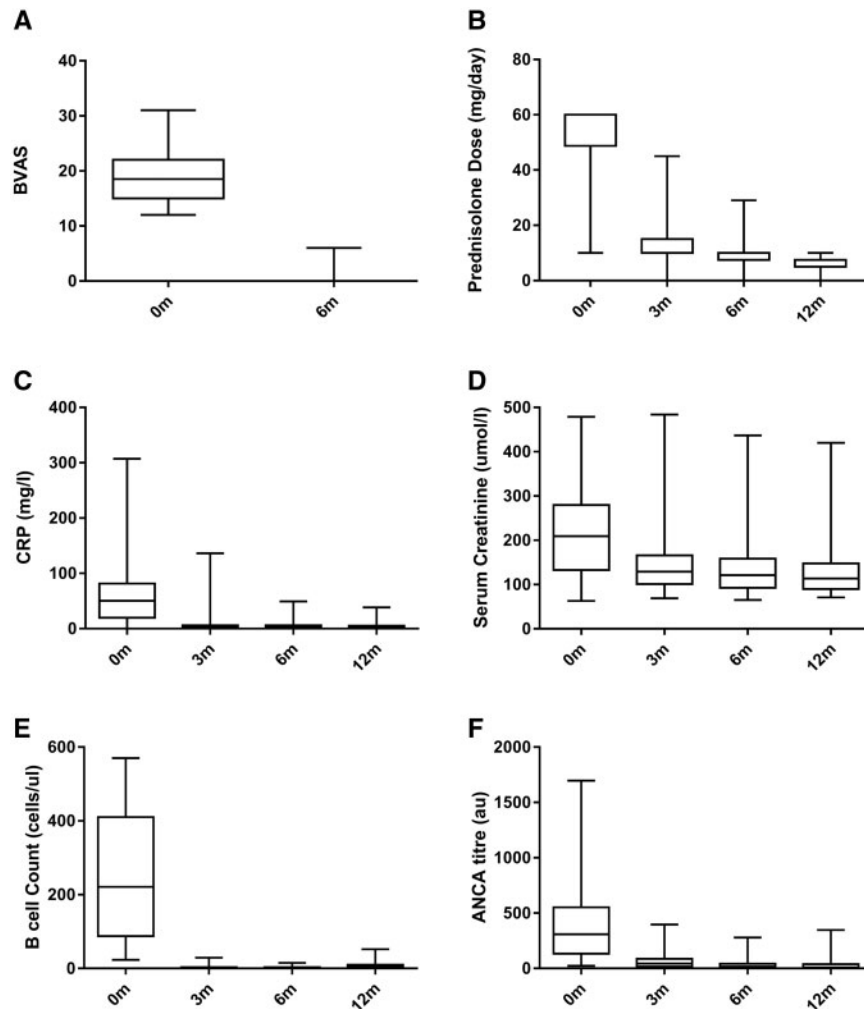 A
BVAS
40
30
20
10
0
0m
6m
B
Prednisolone Dose (mg/day)
80
60
40
20
0
0m
3m
6m
12m
C
CRP (mg/l)
400
300
200
100
0
0m
3m
6m
12m
D
Serum Creatinine (umol/l)
500
400
300
200
100
0
0m
3m
6m
12m
E
B cell Count (cells/ul)
600
400
200
0
0m
3m
6m
12m
F
ANCA titre (au)
2000
1500
1000
500
0
0m
3m
6m
12m